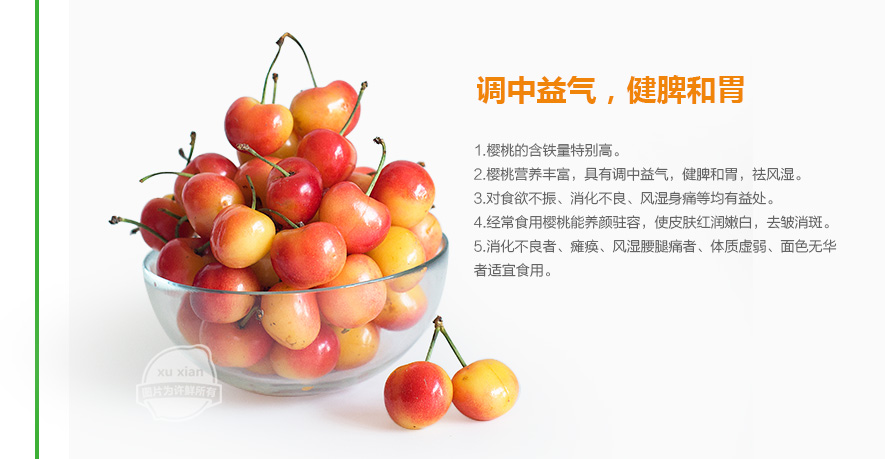 调中益气，健脾和胃
1.樱桃的含铁量特别高。
2.樱桃营养丰富，具有调中益气，健脾和胃，祛风湿。
3.对食欲不振、消化不良、风湿身痛等均有益处。
4.经常食用樱桃能养颜驻容，使皮肤红润嫩白，去皱消斑。
5.消化不良者、瘫痪、风湿腰腿痛者、体质虚弱、面色无华
者适宜食用。
xu xian
图片为许鲜所有